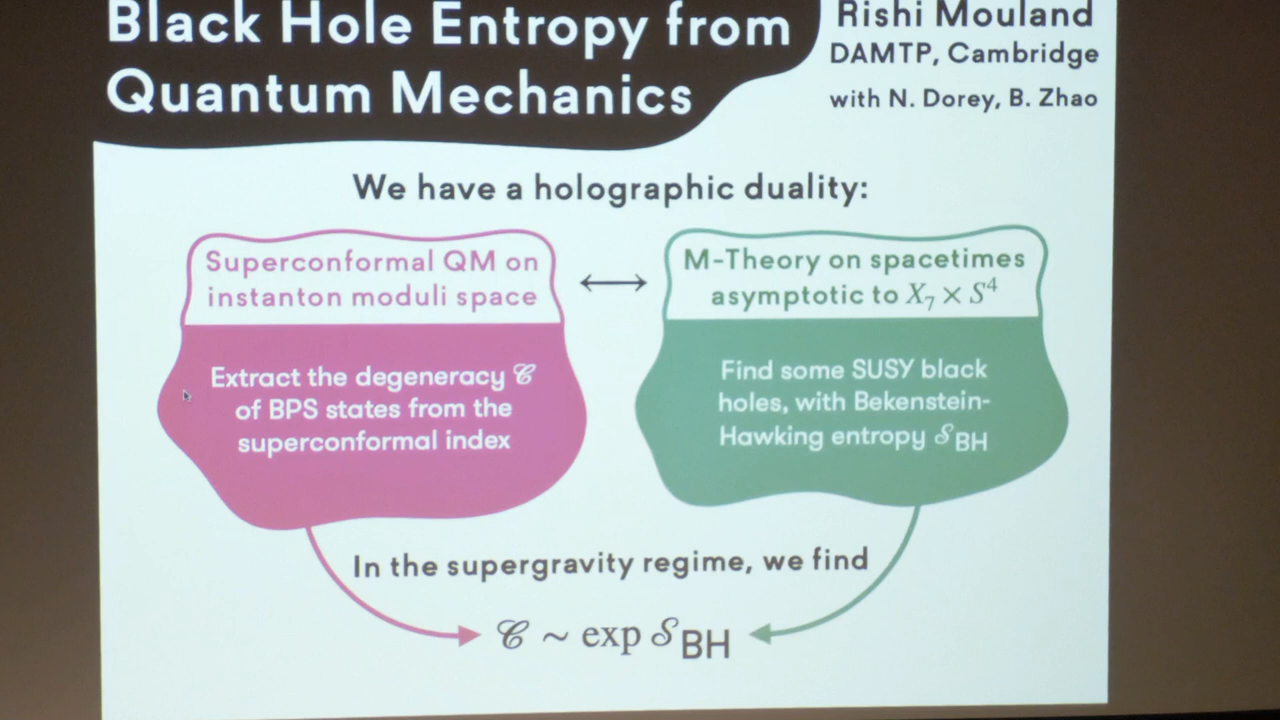 Black Hole Entropy from
Quantum Mechanics
Rishi Mouland
DAMTP, Cambridge
with N. Dorey, B. Zhao
We have a holographic duality:
Superconformal QM on
instanton moduli space
↔
M-Theory on spacetimes
asymptotic to X₇ × S⁴
Extract the degeneracy 𝒞
of BPS states from the
superconformal index
Find some SUSY black
holes, with Bekenstein-
Hawking entropy 𝒮_BH
In the supergravity regime, we find
𝒞 ~ exp 𝒮_BH